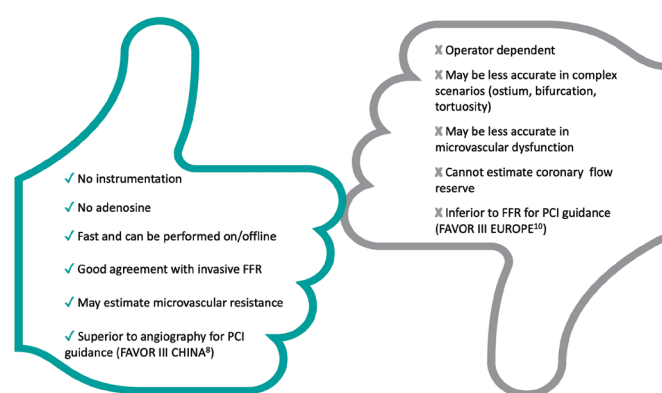 ✓ No instrumentation
✓ No adenosine
✓ Fast and can be performed on/offline
✓ Good agreement with invasive FFR
✓ May estimate microvascular resistance
✓ Superior to angiography for PCI
guidance (FAVOR III CHINA⁸)
X Operator dependent
X May be less accurate in complex
scenarios (ostium, bifurcation,
tortuosity)
X May be less accurate in
microvascular dysfunction
X Cannot estimate coronary flow
reserve
X Inferior to FFR for PCI guidance
(FAVOR III EUROPE¹⁰)